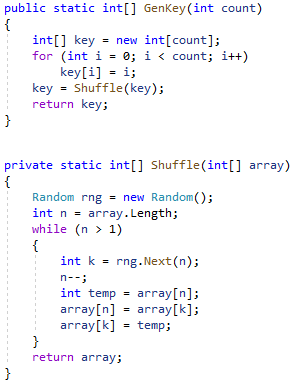 public static int[] GenKey(int count)
{
    int[] key = new int[count];
    for (int i = 0; i < count; i++)
        key[i] = i;
    key = Shuffle(key);
    return key;
}

private static int[] Shuffle(int[] array)
{
    Random rng = new Random();
    int n = array.Length;
    while (n > 1)
    {
        int k = rng.Next(n);
        n--;
        int temp = array[n];
        array[n] = array[k];
        array[k] = temp;
    }
    return array;
}